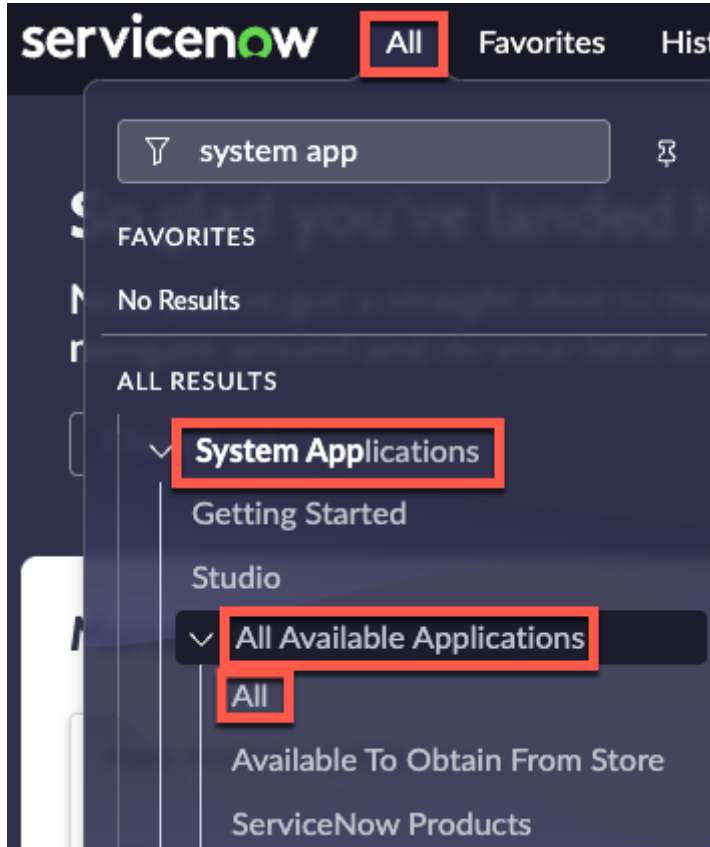 servicenow All Favorites
system app
FAVORITES
No Results
ALL RESULTS
System Applications
Getting Started
Studio
All Available Applications
All
Available To Obtain From Store
ServiceNow Products